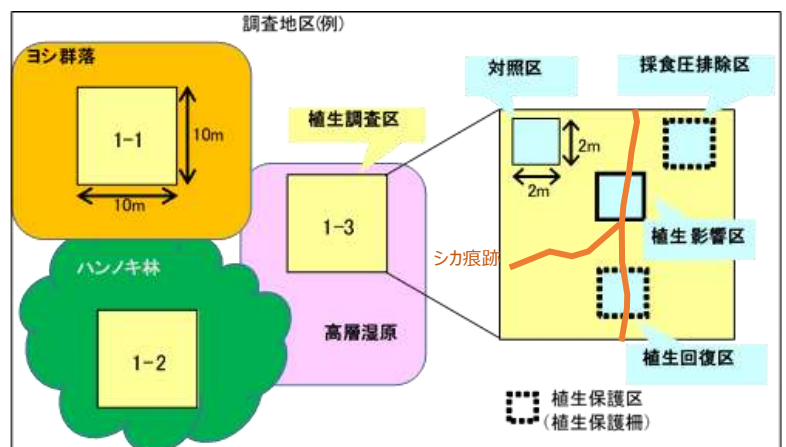 調査地区(例)
ヨシ群落
1-1
10m
10m
植生調査区
1-3
ハンノキ林
1-2
高層湿原
対照区
採食圧排除区
2m
2m
植生影響区
シカ痕跡
植生回復区
植生保護区
(植生保護柵)